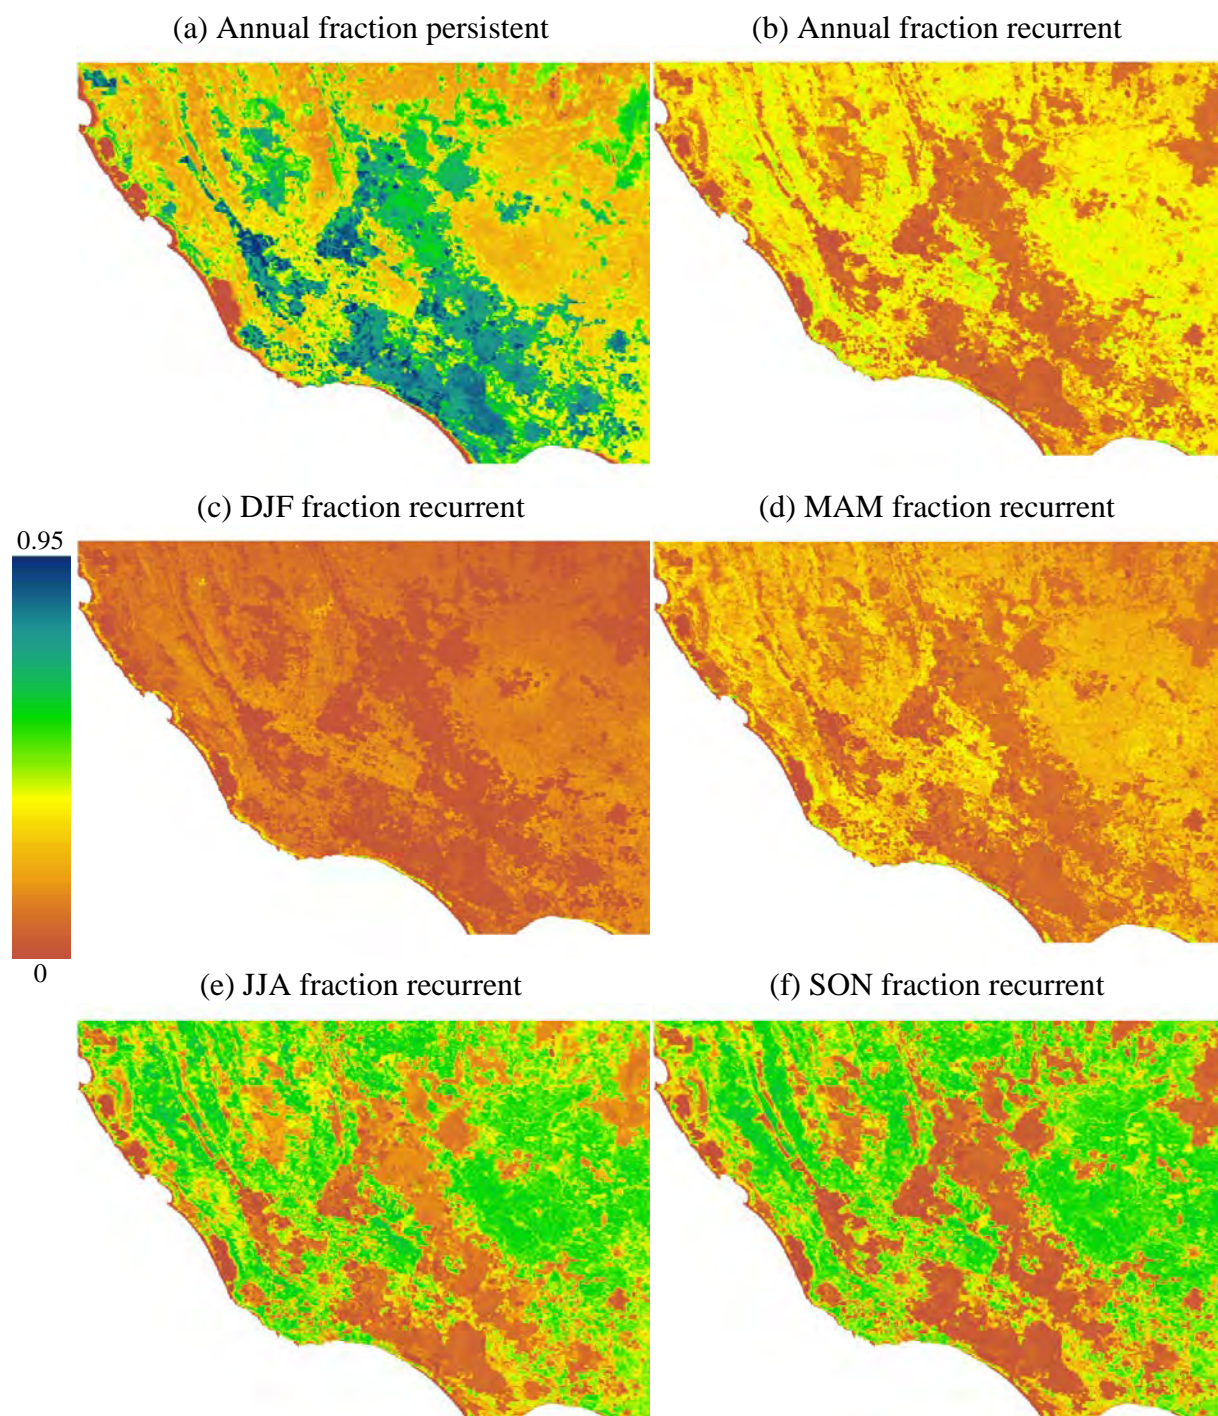 (a) Annual fraction persistent
(b) Annual fraction recurrent
(c) DJF fraction recurrent
(d) MAM fraction recurrent
0.95
0
(e) JJA fraction recurrent
(f) SON fraction recurrent